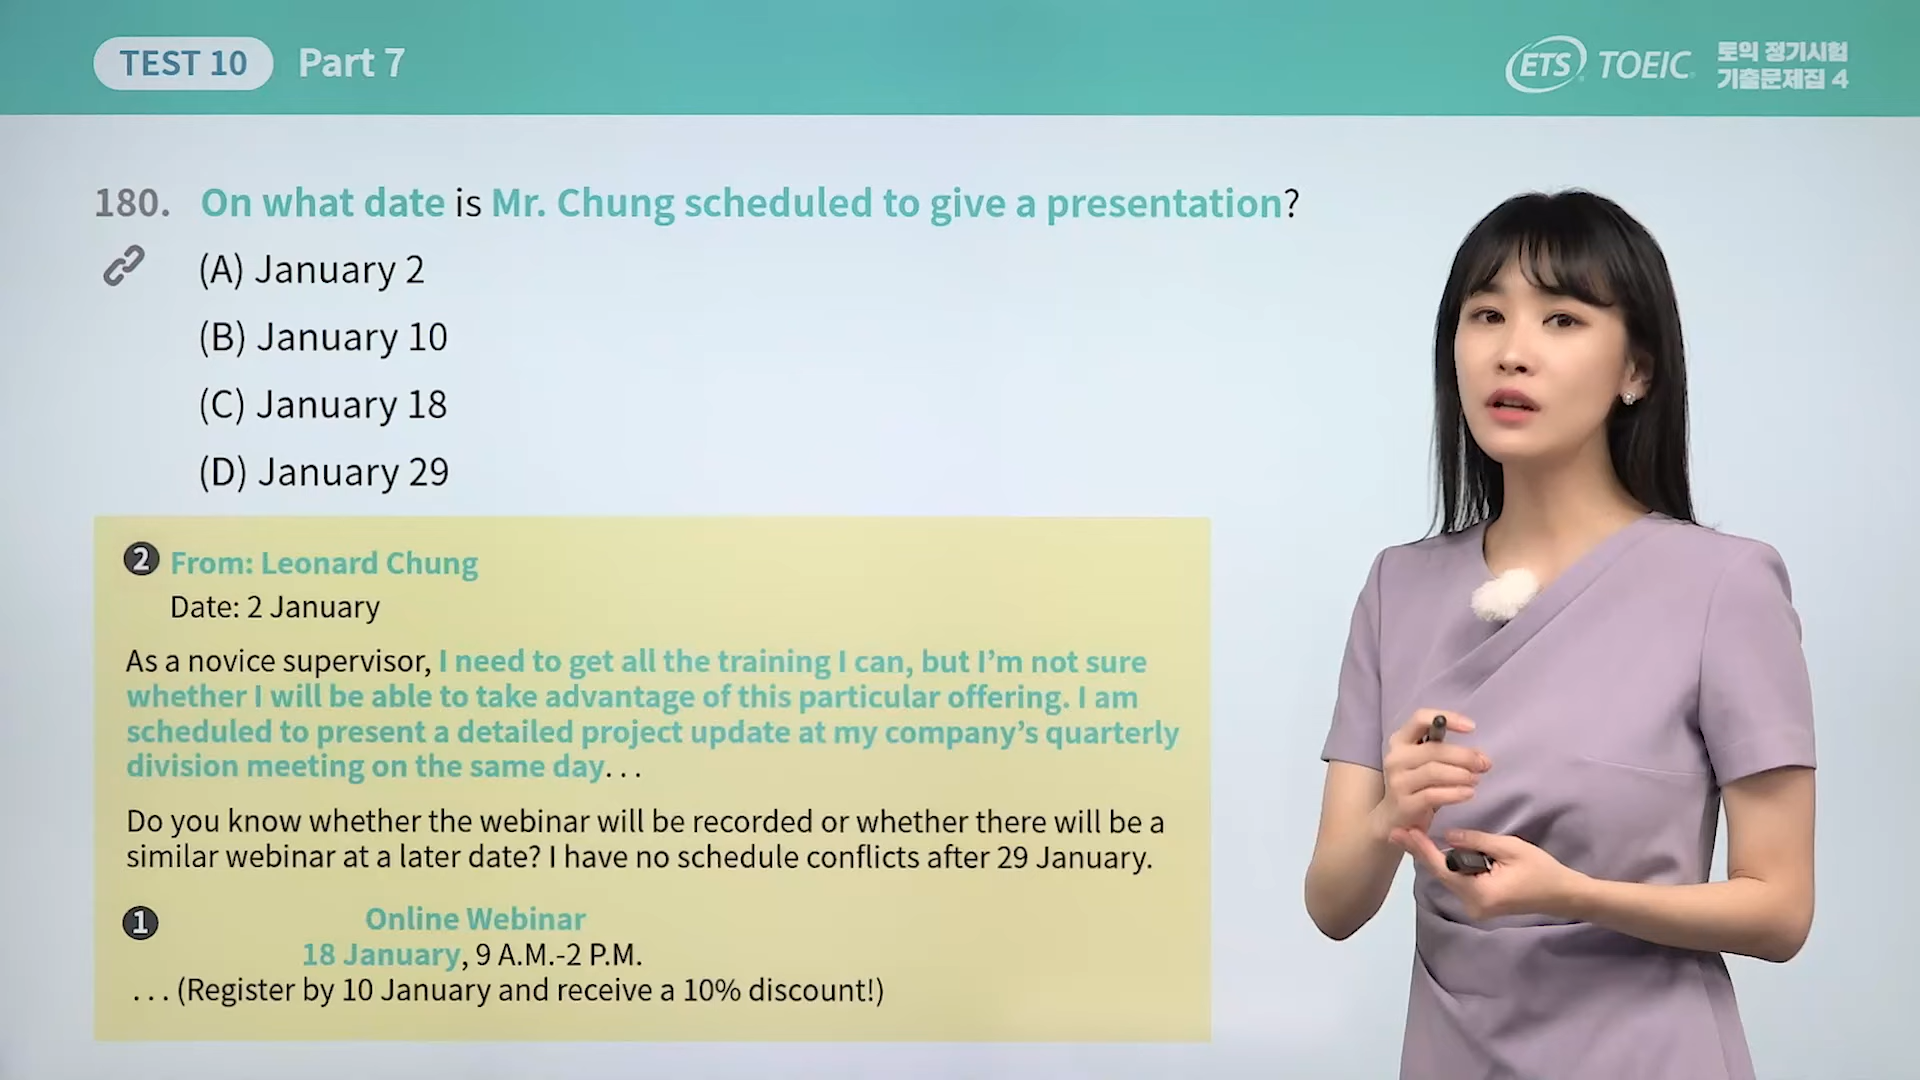 TEST 10 Part 7
ETS TOEIC 토익 정기시험
기출문제집 4
180. On what date is Mr. Chung scheduled to give a presentation?
(A) January 2
(B) January 10
(C) January 18
(D) January 29
2 From: Leonard Chung
Date: 2 January
As a novice supervisor, I need to get all the training I can, but I’m not sure
whether I will be able to take advantage of this particular offering. I am
scheduled to present a detailed project update at my company’s quarterly
division meeting on the same day. . .
Do you know whether the webinar will be recorded or whether there will be a
similar webinar at a later date? I have no schedule conflicts after 29 January.
1 Online Webinar
18 January, 9 A.M.-2 P.M.
. . . (Register by 10 January and receive a 10% discount!)